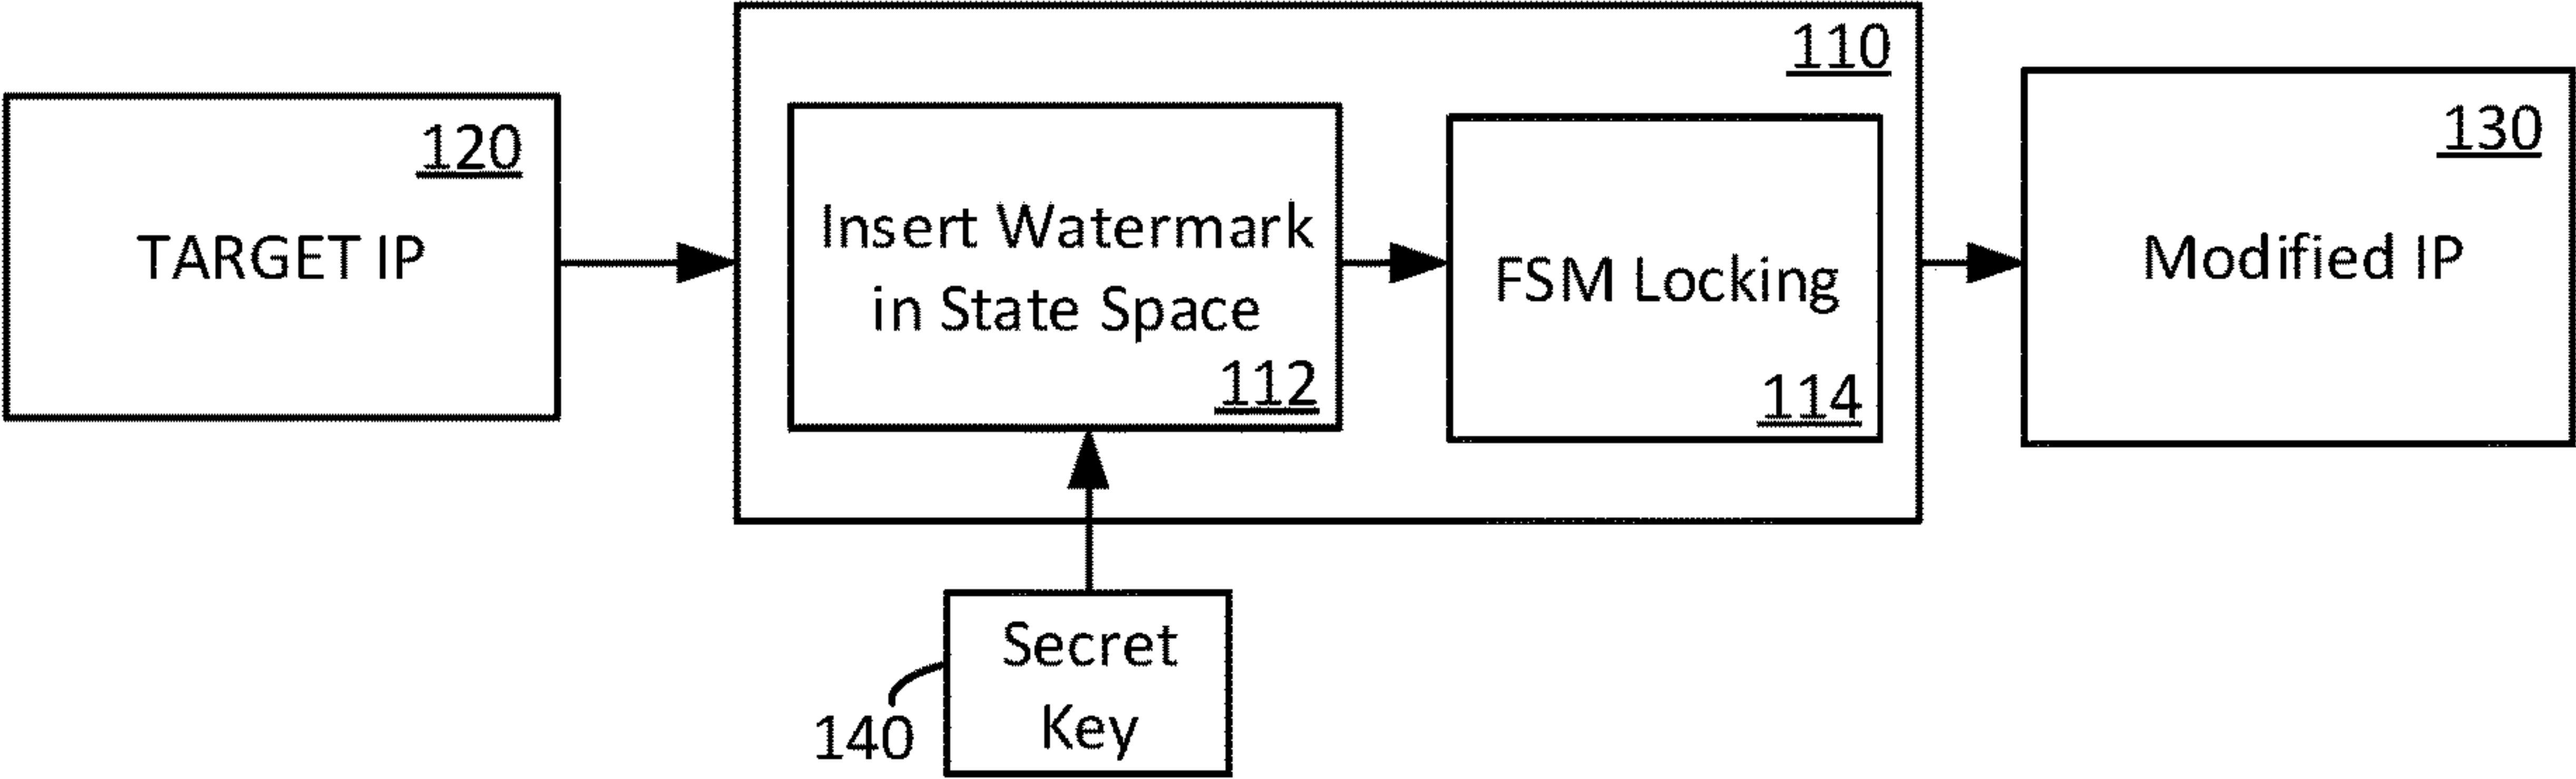 120
TARGET IP
110
Insert Watermark
in State Space
112
FSM Locking
114
130
Modified IP
Secret
Key
140